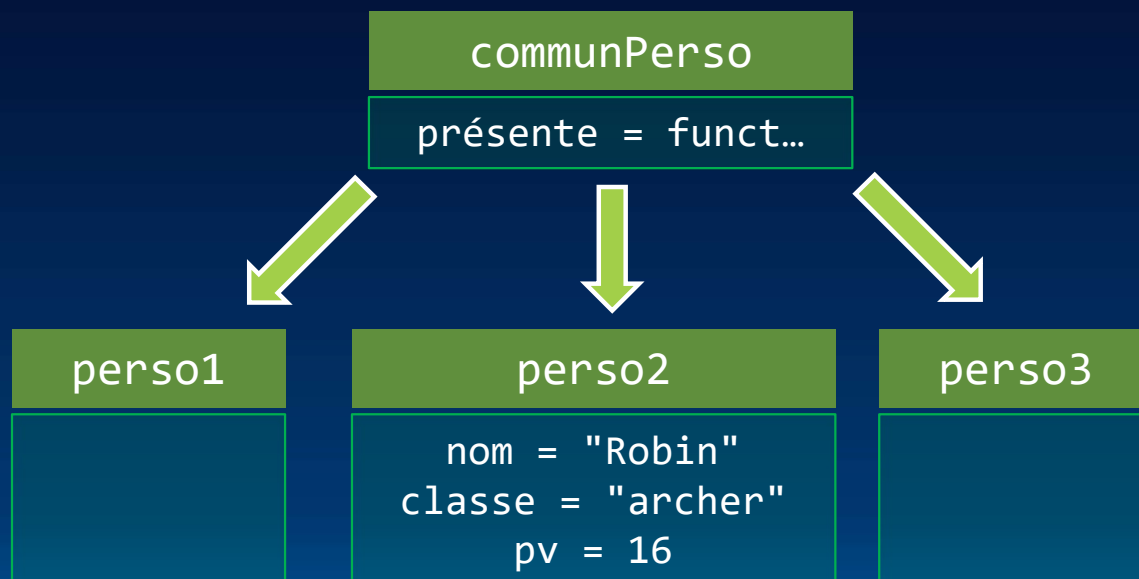 communPerso
présente = funct…
perso1
perso2
perso3
nom = "Robin"
classe = "archer"
pv = 16